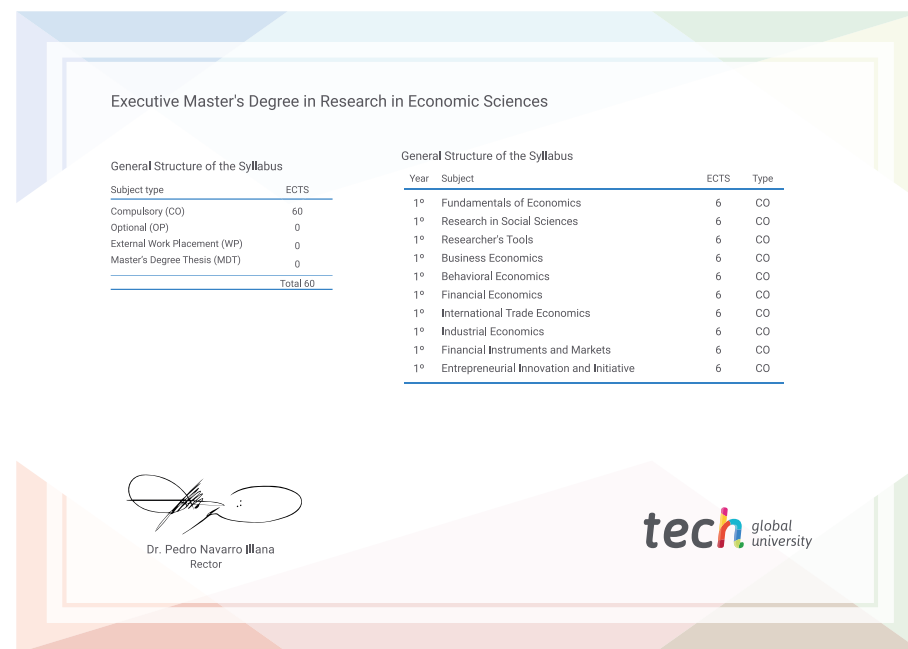 Executive Master's Degree in Research in Economic Sciences
General Structure of the Syllabus
Subject type ECTS
Compulsory (CO) 60
Optional (OP) 0
External Work Placement (WP) 0
Master's Degree Thesis (MDT) 0
Total 60
General Structure of the Syllabus
Year Subject ECTS Type
1º Fundamentals of Economics 6 CO
1º Research in Social Sciences 6 CO
1º Researcher's Tools 6 CO
1º Business Economics 6 CO
1º Behavioral Economics 6 CO
1º Financial Economics 6 CO
1º International Trade Economics 6 CO
1º Industrial Economics 6 CO
1º Financial Instruments and Markets 6 CO
1º Entrepreneurial Innovation and Initiative 6 CO
Dr. Pedro Navarro Illana
Rector
tech global
university